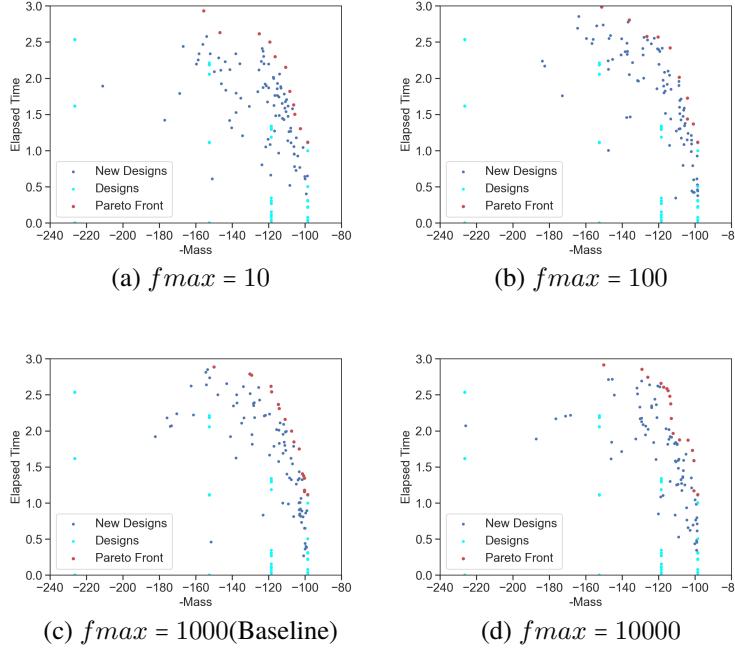 3.0 3.0
2.5 2.5
2.0 2.0
1.5 1.5
1.0 1.0
0.5 0.5
0.0 0.0
Elapsed Time Elapsed Time
New Designs New Designs
Designs Designs
Pareto Front Pareto Front
−240 −220 −200 −180 −160 −140 −120 −100 −80 −240 −220 −200 −180 −160 −140 −120 −100 −8
-Mass -Mass
(a) fmax = 10 (b) fmax = 100
3.0 3.0
2.5 2.5
2.0 2.0
1.5 1.5
1.0 1.0
0.5 0.5
0.0 0.0
Elapsed Time Elapsed Time
New Designs New Designs
Designs Designs
Pareto Front Pareto Front
−240 −220 −200 −180 −160 −140 −120 −100 −80 −240 −220 −200 −180 −160 −140 −120 −100 −8
-Mass -Mass
(c) fmax = 1000(Baseline) (d) fmax = 10000